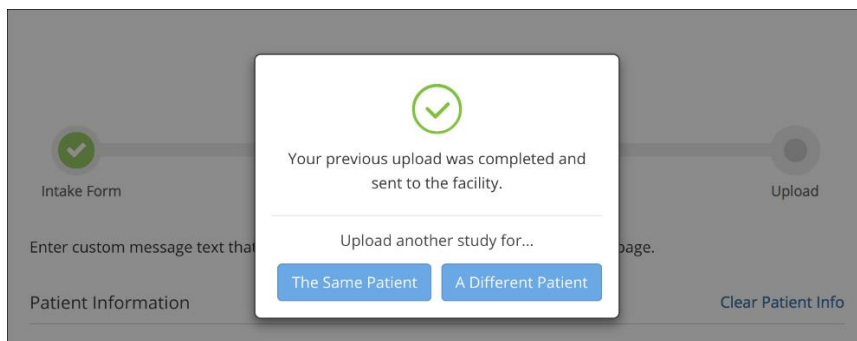 Your previous upload was completed and
sent to the facility.
Intake Form
Upload
Upload another study for...
Enter custom message text that
page.
The Same Patient
A Different Patient
Patient Information
Clear Patient Info